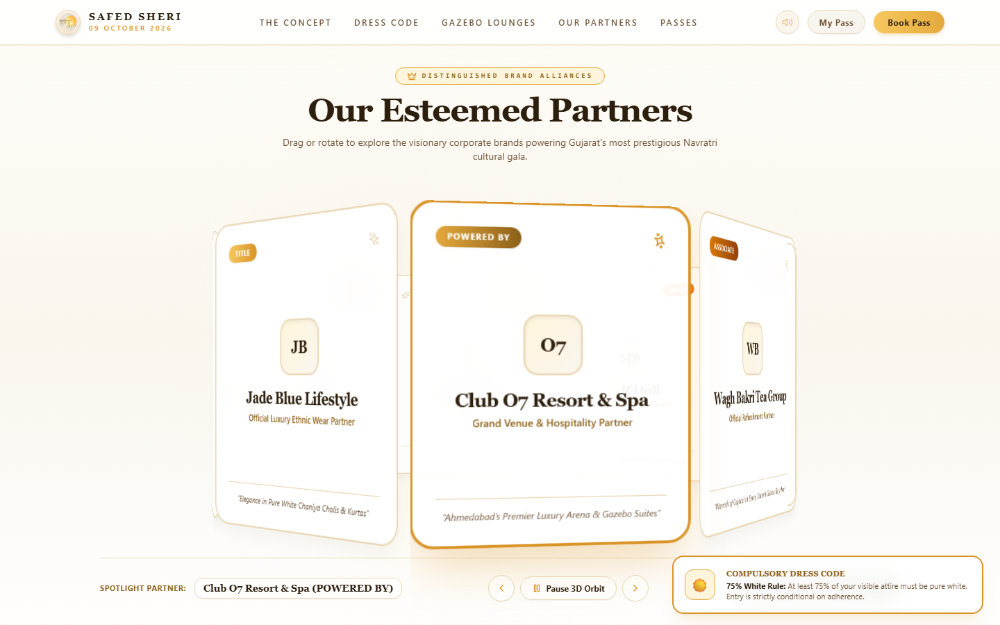 SAFED SHERI
09 OCTOBER 2026
THE CONCEPT
DRESS CODE
GAZEBO LOUNGES
OUR PARTNERS
PASSES
My Pass
Book Pass
DISTINGUISHED BRAND ALLIANCES
Our Esteemed Partners
Drag or rotate to explore the visionary corporate brands powering Gujarat's most prestigious Navratri
cultural gala.
TITLE
JB
Jade Blue Lifestyle
Official Luxury Ethnic Wear Partner
"Elegance in Pure White Chaniya Cholis & Kurtas"
POWERED BY
O7
Club O7 Resort & Spa
Grand Venue & Hospitality Partner
"Ahmedabad's Premier Luxury Arena & Gazebo Suites"
93.
Red FM
ASSOCIATE
WB
Wagh Bakri Tea Group
Official Refreshment Partner
"Warmth of Gujarat in Every Sacred Garba
SPOTLIGHT PARTNER:
Club O7 Resort & Spa (POWERED BY)
Pause 3D Orbit
COMPULSORY DRESS CODE
75% White Rule: At least 75% of your visible attire must be pure white.
Entry is strictly conditional on adherence.